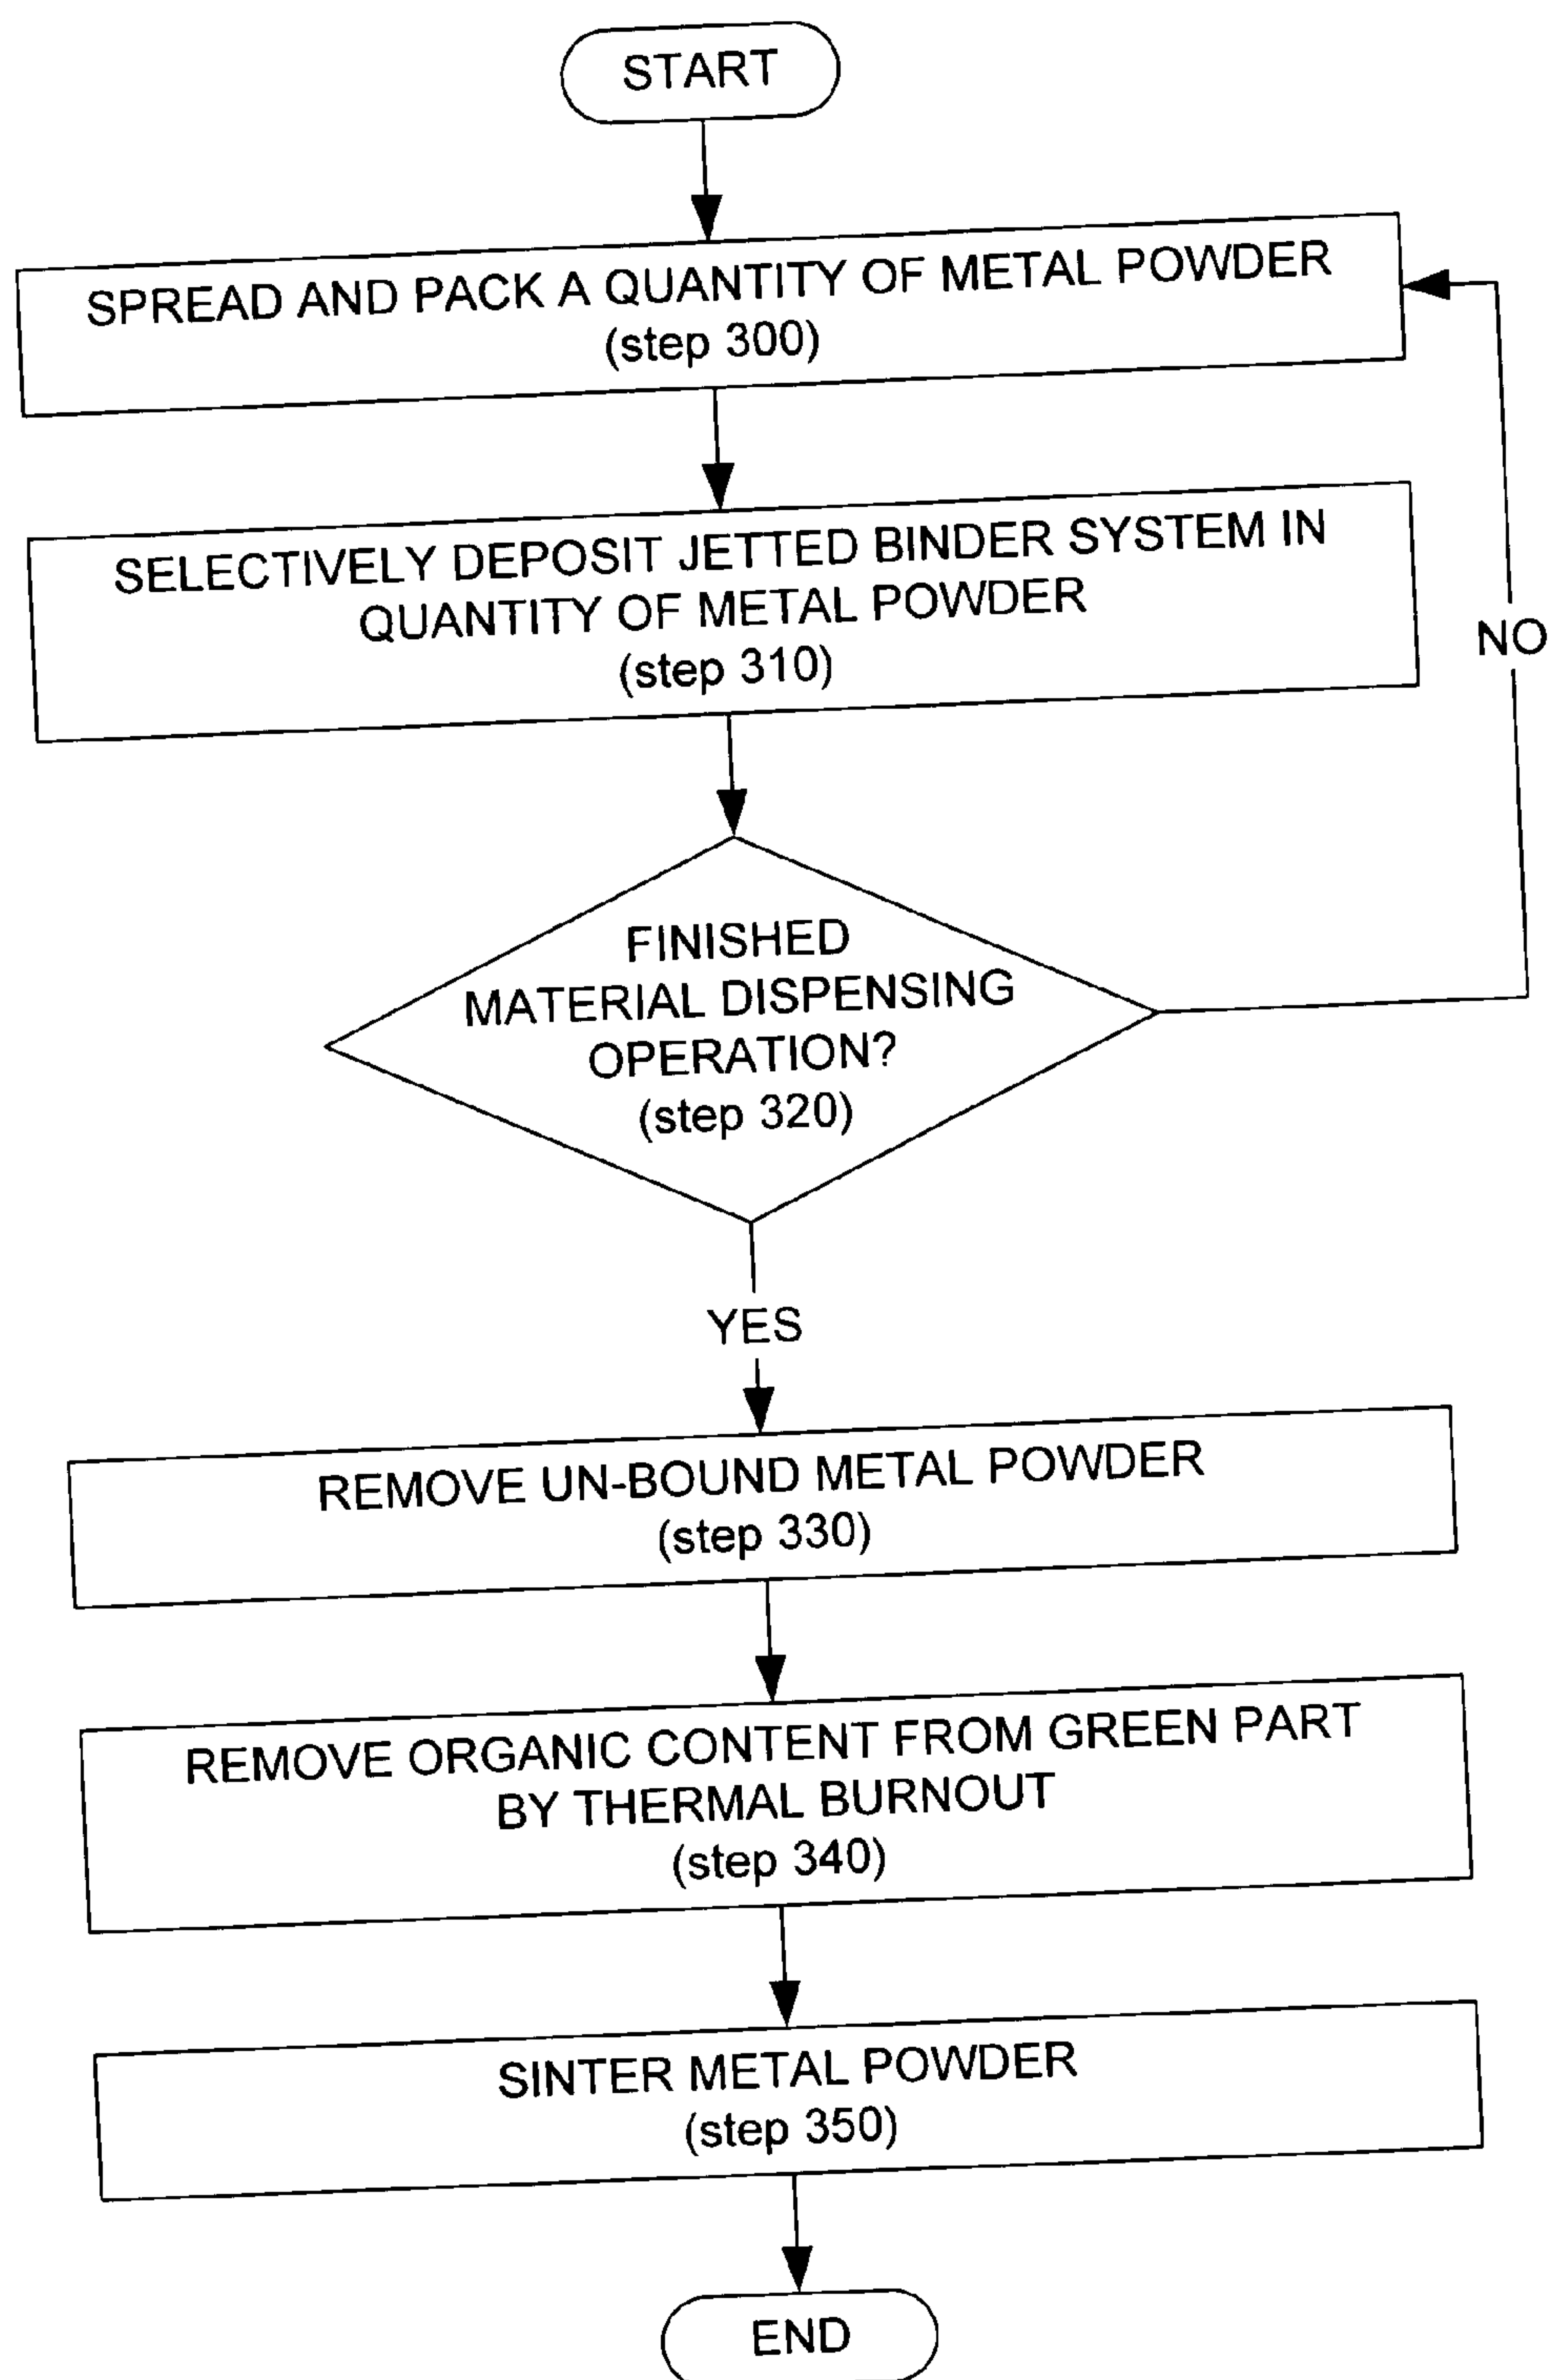 START
SPREAD AND PACK A QUANTITY OF METAL POWDER
(step 300)
SELECTIVELY DEPOSIT JETTED BINDER SYSTEM IN
QUANTITY OF METAL POWDER
(step 310)
NO
FINISHED
MATERIAL DISPENSING
OPERATION?
(step 320)
YES
REMOVE UN-BOUND METAL POWDER
(step 330)
REMOVE ORGANIC CONTENT FROM GREEN PART
BY THERMAL BURNOUT
(step 340)
SINTER METAL POWDER
(step 350)
END